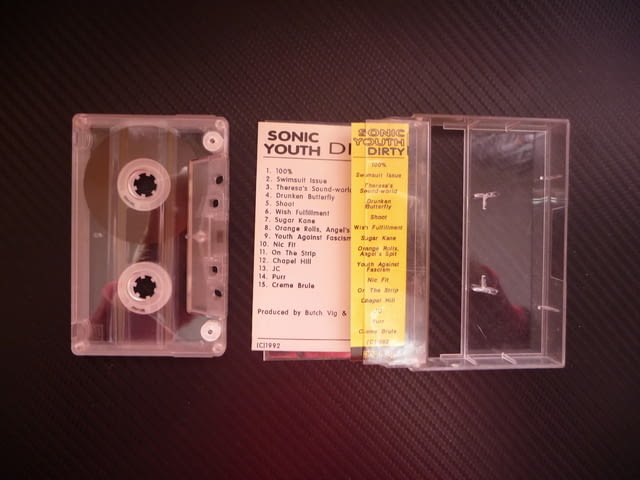 SONIC
YOUTH DI
1. 100%
2. Swimsuit Issue
3. Theresa's Sound-world
4. Drunken Butterfly
5. Shoot
6. Wish Fulfillment
7. Sugar Kane
8. Orange Rolls, Angel's
9. Youth Against Fascism
10. Nic Fit
11. On The Strip
12. Chapel Hill
13. JC
14. Purr
15. Creme Brule
Produced by Butch Vig &
(C)1992
SONIC
YOUTH
DIRTY
100%
Swimsuit Issue
Theresa's
Sound-world
Drunken
Butterfly
Shoot
Wish Fulfillment
Sugar Kane
Orange Rolls,
Angel's Spit
Youth Against
Fascism
Nic Fit
On The Strip
Chapel Hill
JC
Purr
Creme Brule
(C)1992